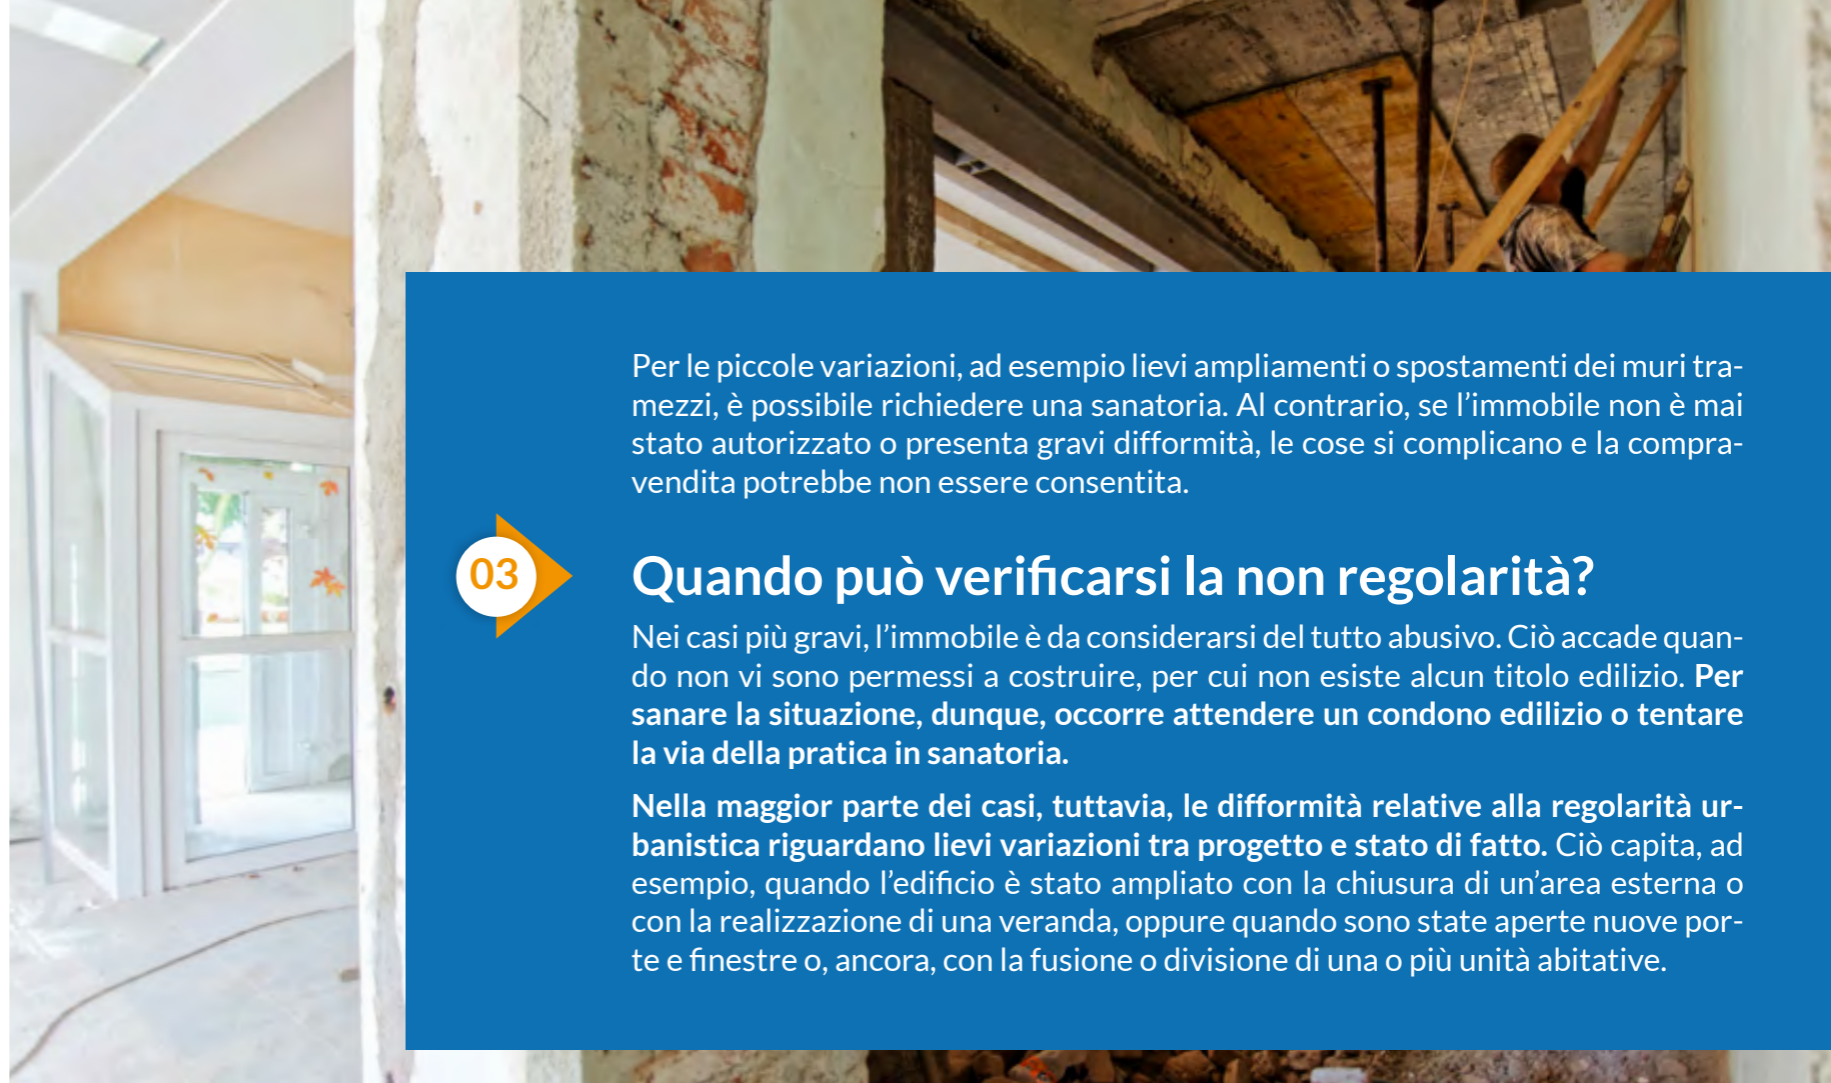 Per le piccole variazioni, ad esempio lievi ampliamenti o spostamenti dei muri tra-
mezzi, è possibile richiedere una sanatoria. Al contrario, se l’immobile non è mai
stato autorizzato o presenta gravi difformità, le cose si complicano e la compra-
vendita potrebbe non essere consentita.
03
Quando può verificarsi la non regolarità?
Nei casi più gravi, l’immobile è da considerarsi del tutto abusivo. Ciò accade quan-
do non vi sono permessi a costruire, per cui non esiste alcun titolo edilizio. Per
sanare la situazione, dunque, occorre attendere un condono edilizio o tentare
la via della pratica in sanatoria.
Nella maggior parte dei casi, tuttavia, le difformità relative alla regolarità ur-
banistica riguardano lievi variazioni tra progetto e stato di fatto. Ciò capita, ad
esempio, quando l’edificio è stato ampliato con la chiusura di un’area esterna o
con la realizzazione di una veranda, oppure quando sono state aperte nuove por-
te e finestre o, ancora, con la fusione o divisione di una o più unità abitative.